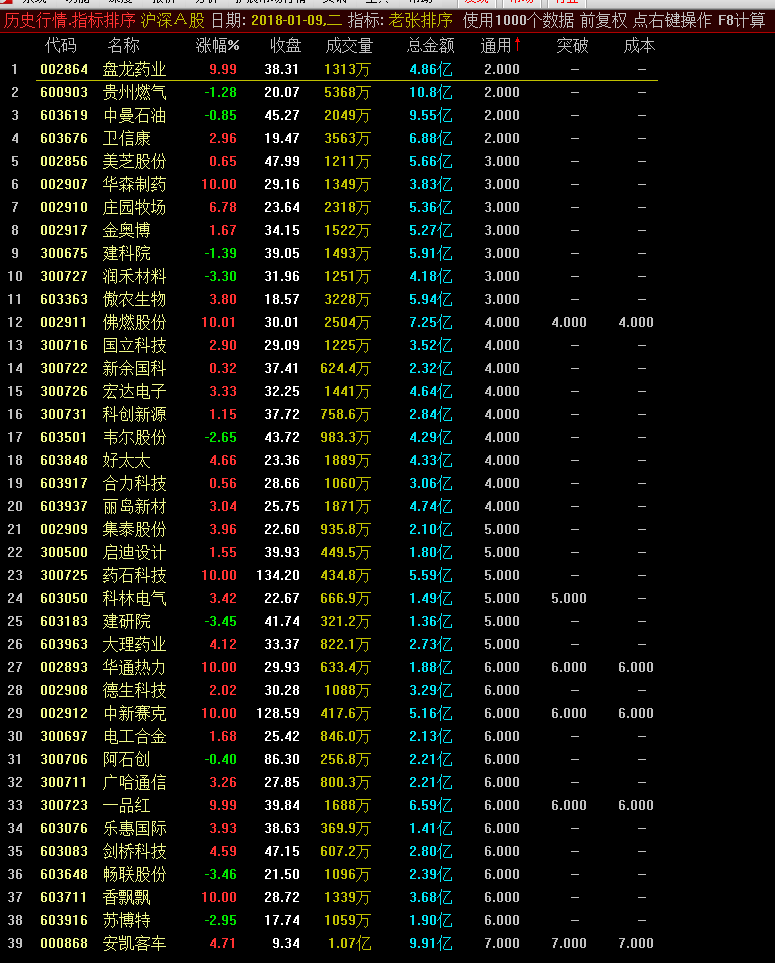 历史行情.指标排序 沪深A股 日期: 2018-01-09,二 指标: 老张排序 使用1000个数据 前复权 点右键操作 F8计算
代码 名称 涨幅% 收盘 成交量 总金额 通用↑ 突破 成本
1 002864 盘龙药业 9.99 38.31 1313万 4.86亿 2.000 — —
2 600903 贵州燃气 -1.28 20.07 5368万 10.8亿 2.000 — —
3 603619 中曼石油 -0.85 45.27 2049万 9.55亿 2.000 — —
4 603676 卫信康 2.96 19.47 3563万 6.88亿 2.000 — —
5 002856 美芝股份 0.65 47.99 1211万 5.66亿 3.000 — —
6 002907 华森制药 10.00 29.16 1349万 3.83亿 3.000 — —
7 002910 庄园牧场 6.78 23.64 2318万 5.36亿 3.000 — —
8 002917 金奥博 1.67 34.15 1522万 5.27亿 3.000 — —
9 300675 建科院 -1.39 39.05 1493万 5.91亿 3.000 — —
10 300727 润禾材料 -3.30 31.96 1251万 4.18亿 3.000 — —
11 603363 傲农生物 3.80 18.57 3228万 5.94亿 3.000 — —
12 002911 佛燃股份 10.01 30.01 2504万 7.25亿 4.000 4.000 4.000
13 300716 国立科技 2.90 29.09 1225万 3.52亿 4.000 — —
14 300722 新余国科 0.32 37.41 624.4万 2.32亿 4.000 — —
15 300726 宏达电子 3.33 32.25 1441万 4.64亿 4.000 — —
16 300731 科创新源 1.15 37.72 758.6万 2.84亿 4.000 — —
17 603501 韦尔股份 -2.65 43.72 983.3万 4.29亿 4.000 — —
18 603848 好太太 4.66 23.36 1889万 4.33亿 4.000 — —
19 603917 合力科技 0.56 28.66 1060万 3.06亿 4.000 — —
20 603937 丽岛新材 3.04 25.75 1871万 4.74亿 4.000 — —
21 002909 集泰股份 3.96 22.60 935.8万 2.10亿 5.000 — —
22 300500 启迪设计 1.55 39.93 449.5万 1.80亿 5.000 — —
23 300725 药石科技 10.00 134.20 434.8万 5.59亿 5.000 — —
24 603050 科林电气 3.42 22.67 666.9万 1.49亿 5.000 5.000 —
25 603183 建研院 -3.45 41.74 321.2万 1.36亿 5.000 — —
26 603963 大理药业 4.12 33.37 822.1万 2.73亿 5.000 — —
27 002893 华通热力 10.00 29.93 633.4万 1.88亿 6.000 6.000 6.000
28 002908 德生科技 2.02 30.28 1088万 3.29亿 6.000 — —
29 002912 中新赛克 10.00 128.59 417.6万 5.16亿 6.000 6.000 6.000
30 300697 电工合金 1.68 25.42 846.0万 2.13亿 6.000 — —
31 300706 阿石创 -0.40 86.30 256.8万 2.21亿 6.000 — —
32 300711 广哈通信 3.26 27.85 800.3万 2.21亿 6.000 — —
33 300723 一品红 9.99 39.84 1688万 6.59亿 6.000 6.000 6.000
34 603076 乐惠国际 3.93 38.63 369.9万 1.41亿 6.000 — —
35 603083 剑桥科技 4.59 47.15 607.2万 2.80亿 6.000 — —
36 603648 畅联股份 -3.46 21.50 1096万 2.39亿 6.000 — —
37 603711 香飘飘 10.00 28.72 1339万 3.68亿 6.000 — —
38 603916 苏博特 -2.95 17.74 1059万 1.90亿 6.000 — —
39 000868 安凯客车 4.71 9.34 1.07亿 9.91亿 7.000 7.000 7.000